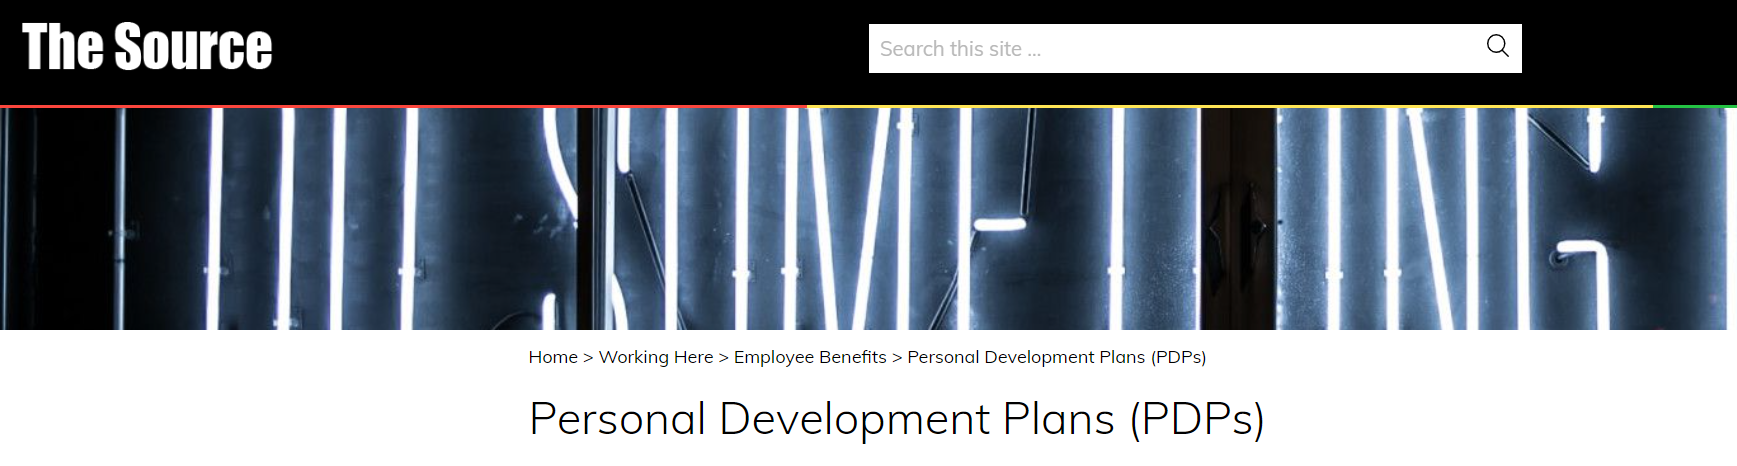 The Source
Search this site ...
Home > Working Here > Employee Benefits > Personal Development Plans (PDPs)
Personal Development Plans (PDPs)